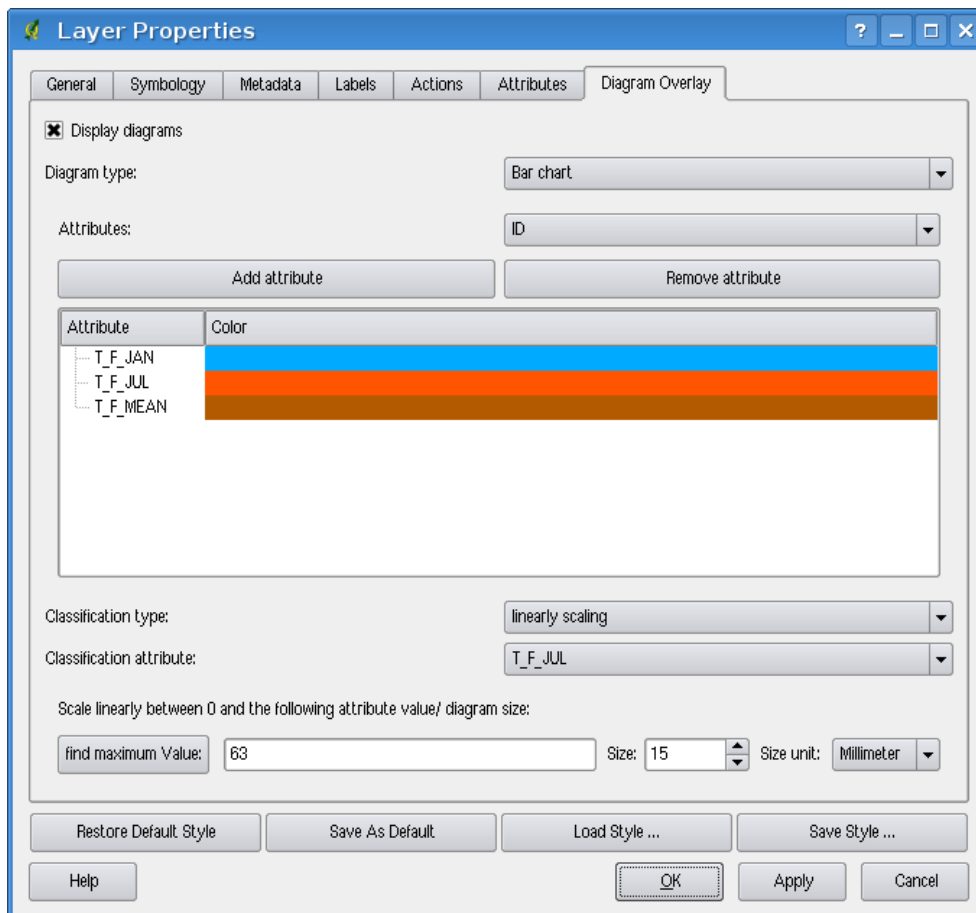 Layer Properties
?
General Symbology Metadata Labels Actions Attributes Diagram Overlay
Display diagrams
Diagram type: Bar chart
Attributes: ID
Add attribute Remove attribute
Attribute Color
T_F_JAN
T_F_JUL
T_F_MEAN
Classification type: linearly scaling
Classification attribute: T_F_JUL
Scale linearly between 0 and the following attribute value/ diagram size:
find maximum Value: 63 Size: 15 Size unit: Millimeter
Restore Default Style Save As Default Load Style ... Save Style ...
Help OK Apply Cancel